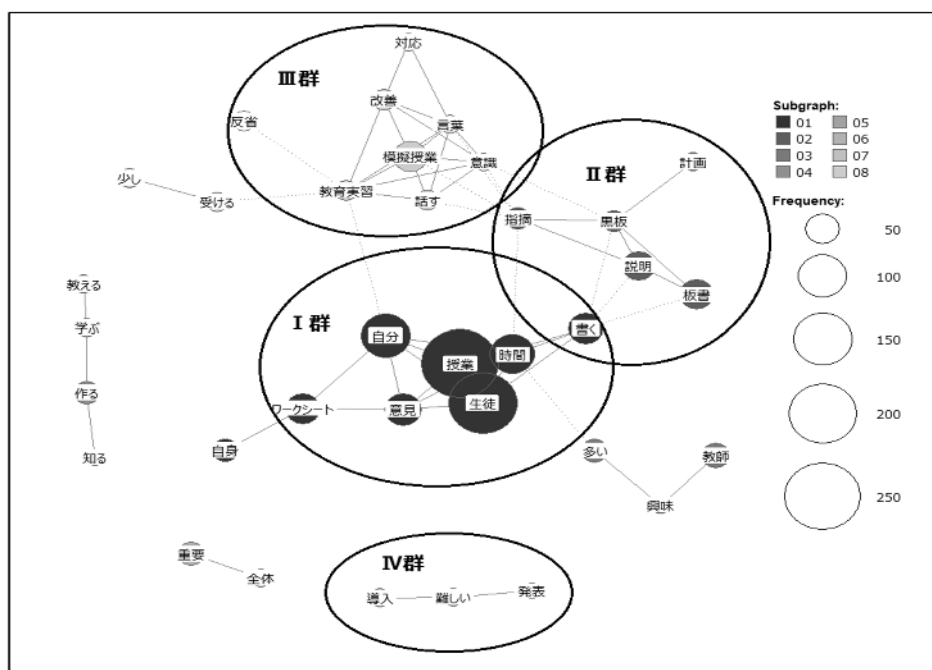 対応
Ⅲ群
改善
反省
言葉
模擬授業
意識
教育実習
話す
少し
受ける
Ⅱ群
計画
指摘
黒板
説明
板書
書く
教える
学ぶ
作る
知る
Ⅰ群
自分
時間
授業
生徒
ワークシート
意見
自身
多い
教師
興味
重要
全体
Ⅳ群
導入
難しい
発表
Subgraph:
01 05
02 06
03 07
04 08
Frequency:
50
100
150
200
250